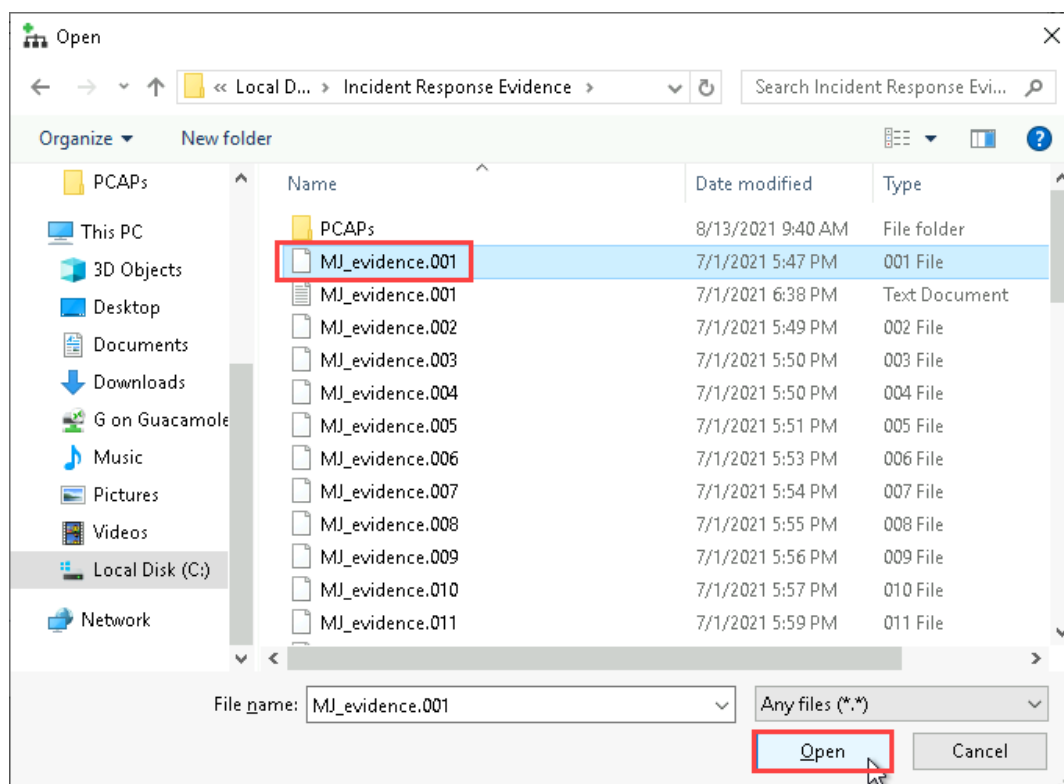 Open
« Local D... › Incident Response Evidence ›
Search Incident Response Evi...
Organize
New folder
PCAPs
This PC
3D Objects
Desktop
Documents
Downloads
G on Guacamole
Music
Pictures
Videos
Local Disk (C:)
Network
Name Date modified Type
PCAPs 8/13/2021 9:40 AM File folder
MJ_evidence.001 7/1/2021 5:47 PM 001 File
MJ_evidence.001 7/1/2021 6:38 PM Text Document
MJ_evidence.002 7/1/2021 5:49 PM 002 File
MJ_evidence.003 7/1/2021 5:50 PM 003 File
MJ_evidence.004 7/1/2021 5:50 PM 004 File
MJ_evidence.005 7/1/2021 5:51 PM 005 File
MJ_evidence.006 7/1/2021 5:53 PM 006 File
MJ_evidence.007 7/1/2021 5:54 PM 007 File
MJ_evidence.008 7/1/2021 5:55 PM 008 File
MJ_evidence.009 7/1/2021 5:56 PM 009 File
MJ_evidence.010 7/1/2021 5:57 PM 010 File
MJ_evidence.011 7/1/2021 5:59 PM 011 File
File name: MJ_evidence.001
Any files (*.*)
Open
Cancel